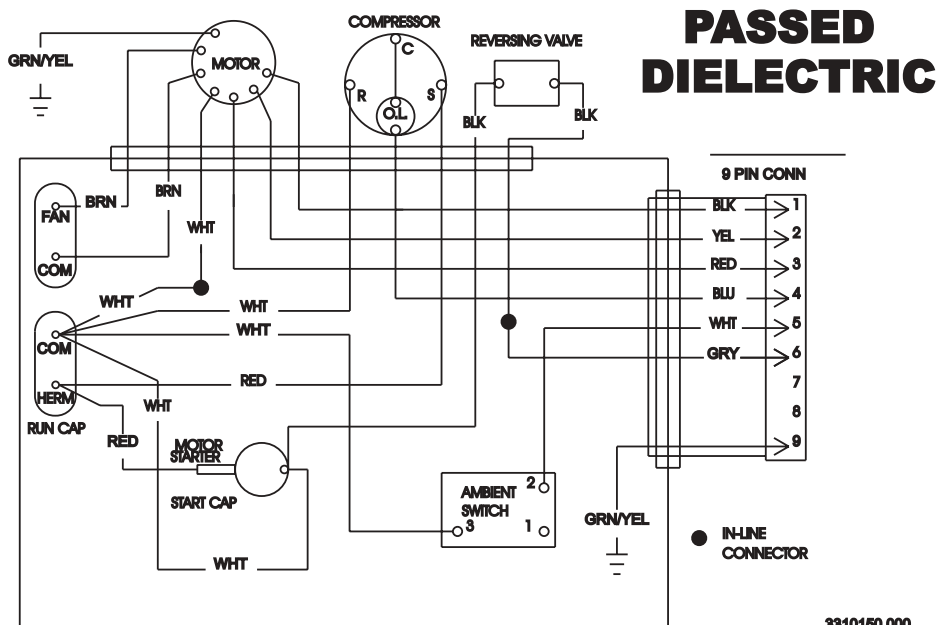 COMPRESSOR
PASSED
DIELECTRIC
GRN/YEL
MOTOR
C
REVERSING VALVE
R
S
O.L.
BLK
BLK
9 PIN CONN
FAN
BRN
BRN
BLK
1
WHT
YEL
2
COM
RED
3
WHT
WHT
BLU
4
WHT
WHT
5
COM
GRY
6
RED
7
HERM
WHT
8
RUN CAP
RED
MOTOR
STARTER
9
START CAP
AMBIENT
SWITCH
2
3
1
GRN/YEL
IN-LINE
CONNECTOR
WHT
3310150.000